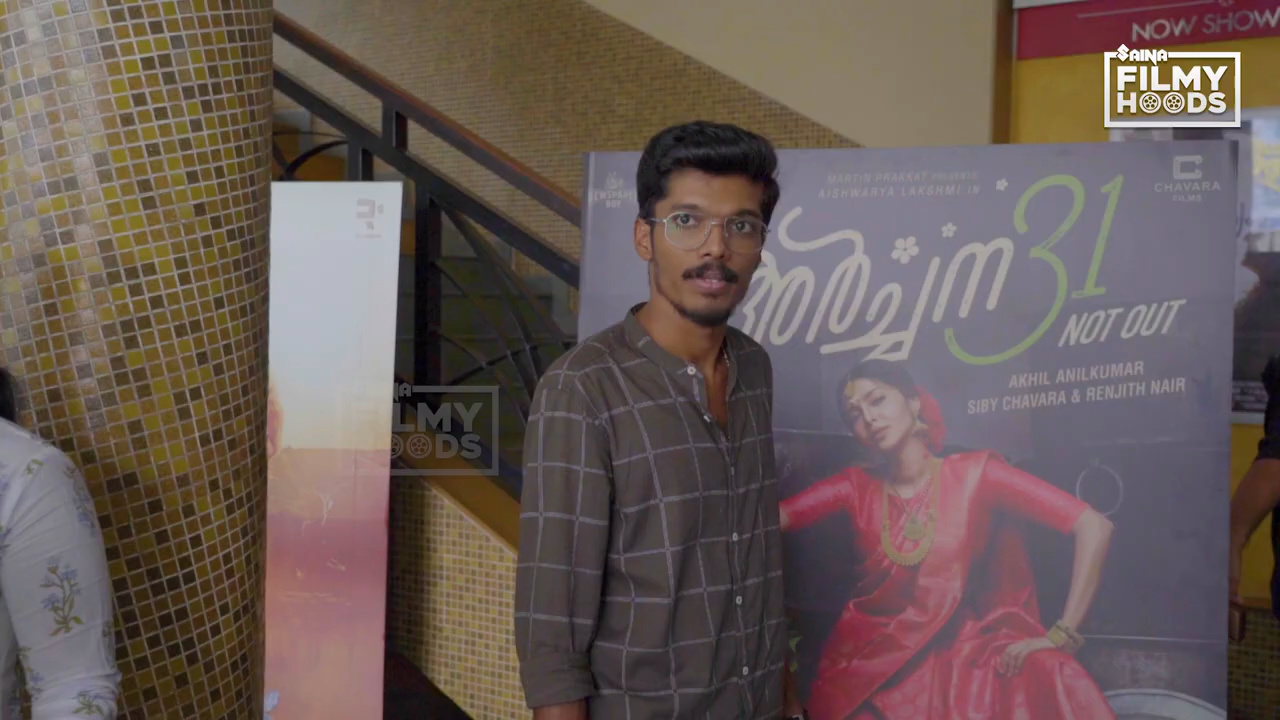 NOW SHOW
SAINA
FILMY
HOODS
MARTIN PRAKKAT PRESENTS
AISHWARYA LAKSHMI IN
CHAVARA
FILMS
അർച്ചന 31
NOT OUT
AKHIL ANILKUMAR
SIBY CHAVARA & RENJITH NAIR
FILMY
HOODS